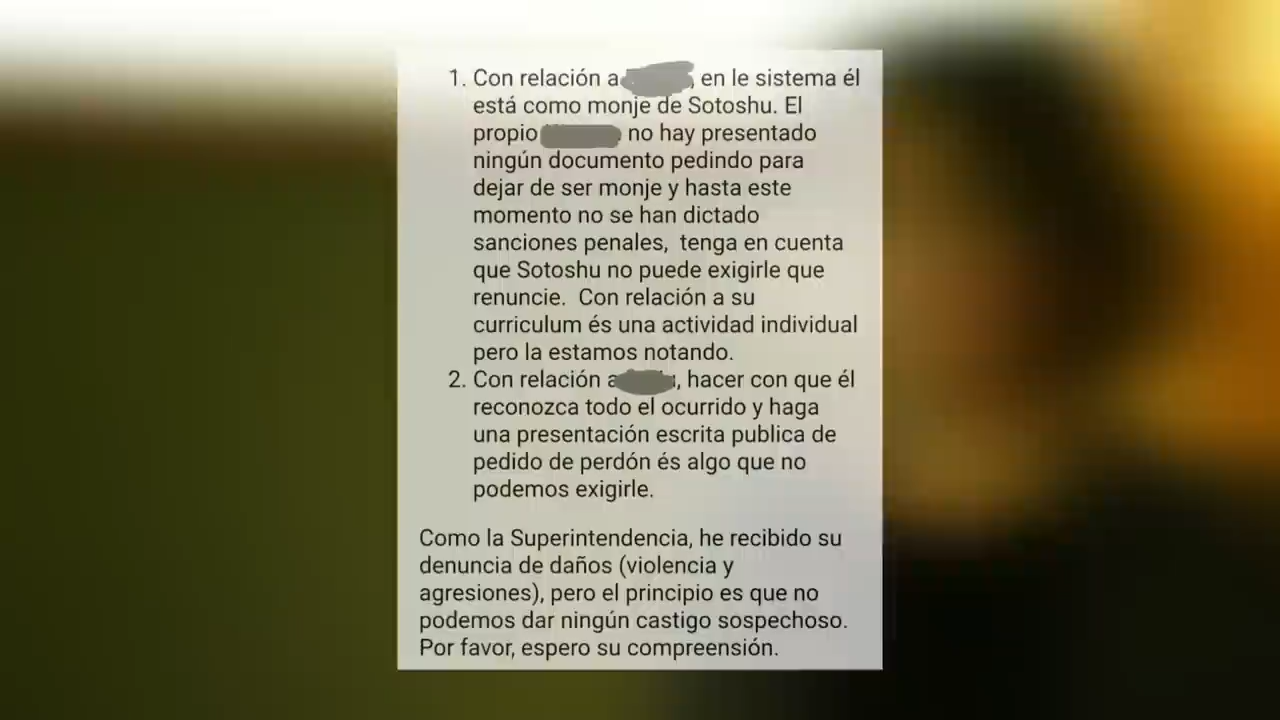 1. Con relación a , en le sistema él
está como monje de Sotoshu. El
propio no hay presentado
ningún documento pedindo para
dejar de ser monje y hasta este
momento no se han dictado
sanciones penales, tenga en cuenta
que Sotoshu no puede exigirle que
renuncie. Con relación a su
curriculum és una actividad individual
pero la estamos notando.
2. Con relación a , hacer con que él
reconozca todo el ocurrido y haga
una presentación escrita publica de
pedido de perdón és algo que no
podemos exigirle.
Como la Superintendencia, he recibido su
denuncia de daños (violencia y
agresiones), pero el principio es que no
podemos dar ningún castigo sospechoso.
Por favor, espero su compreensión.